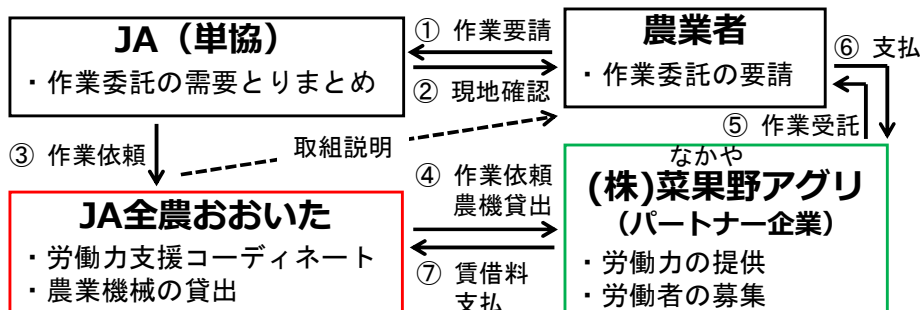 JA（単協）
・作業委託の需要とりまとめ
① 作業要請
② 現地確認
農業者
・作業委託の要請
⑥ 支払
③ 作業依頼
取組説明
⑤ 作業受託
JA全農おおいた
・労働力支援コーディネート
・農業機械の貸出
④ 作業依頼
農機貸出
⑦ 賃借料
支払
なかや
(株)菜果野アグリ
（パートナー企業）
・労働力の提供
・労働者の募集